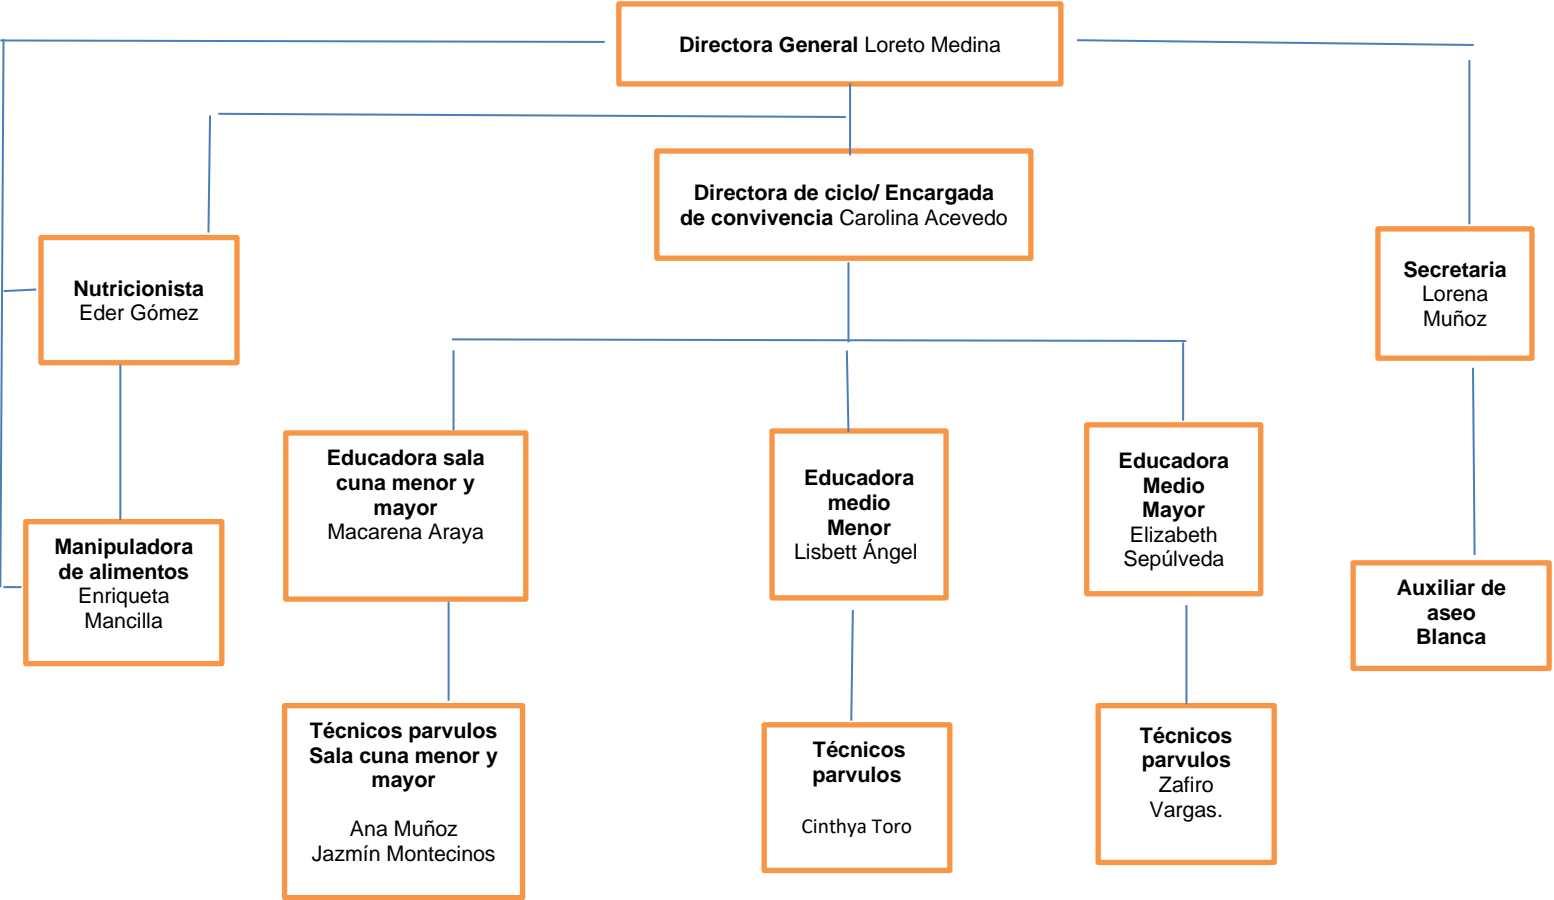 Directora General Loreto Medina
Directora de ciclo/ Encargada
de convivencia Carolina Acevedo
Nutricionista
Eder Gómez
Secretaria
Lorena
Muñoz
Educadora sala
cuna menor y
mayor
Macarena Araya
Educadora
medio
Menor
Lisbett Ángel
Educadora
Medio
Mayor
Elizabeth
Sepúlveda
Manipuladora
de alimentos
Enriqueta
Mancilla
Auxiliar de
aseo
Blanca
Técnicos parvulos
Sala cuna menor y
mayor
Ana Muñoz
Jazmín Montecinos
Técnicos
parvulos
Cinthya Toro
Técnicos
parvulos
Zafiro
Vargas.